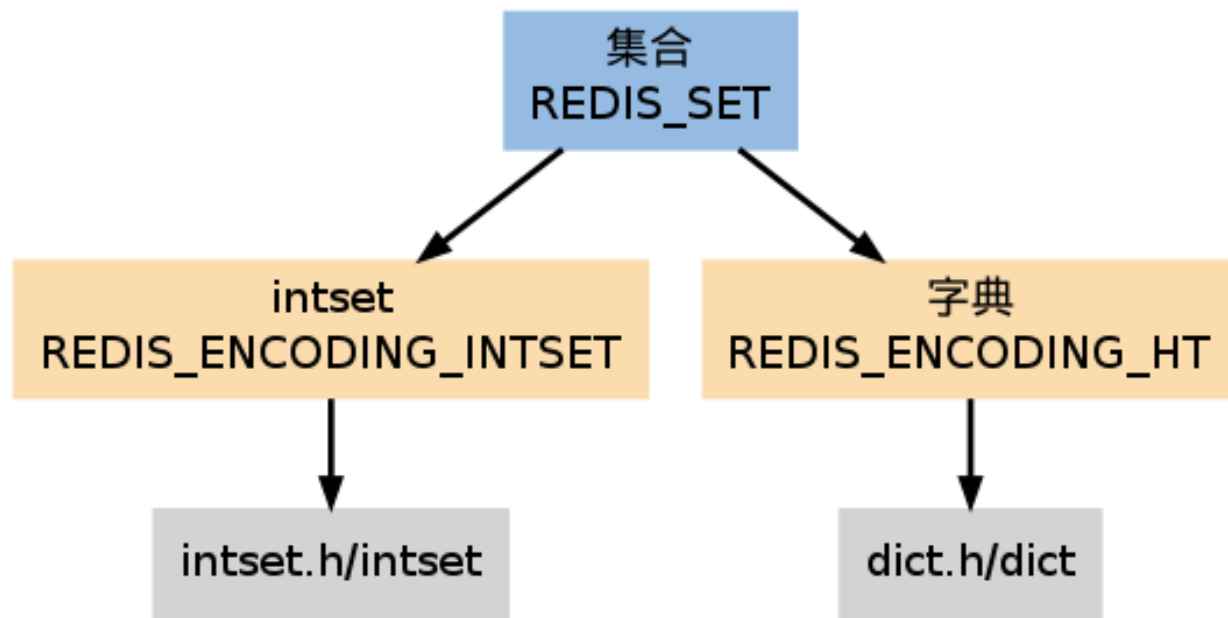 集合
REDIS_SET
intset
REDIS_ENCODING_INTSET
字典
REDIS_ENCODING_HT
intset.h/intset
dict.h/dict